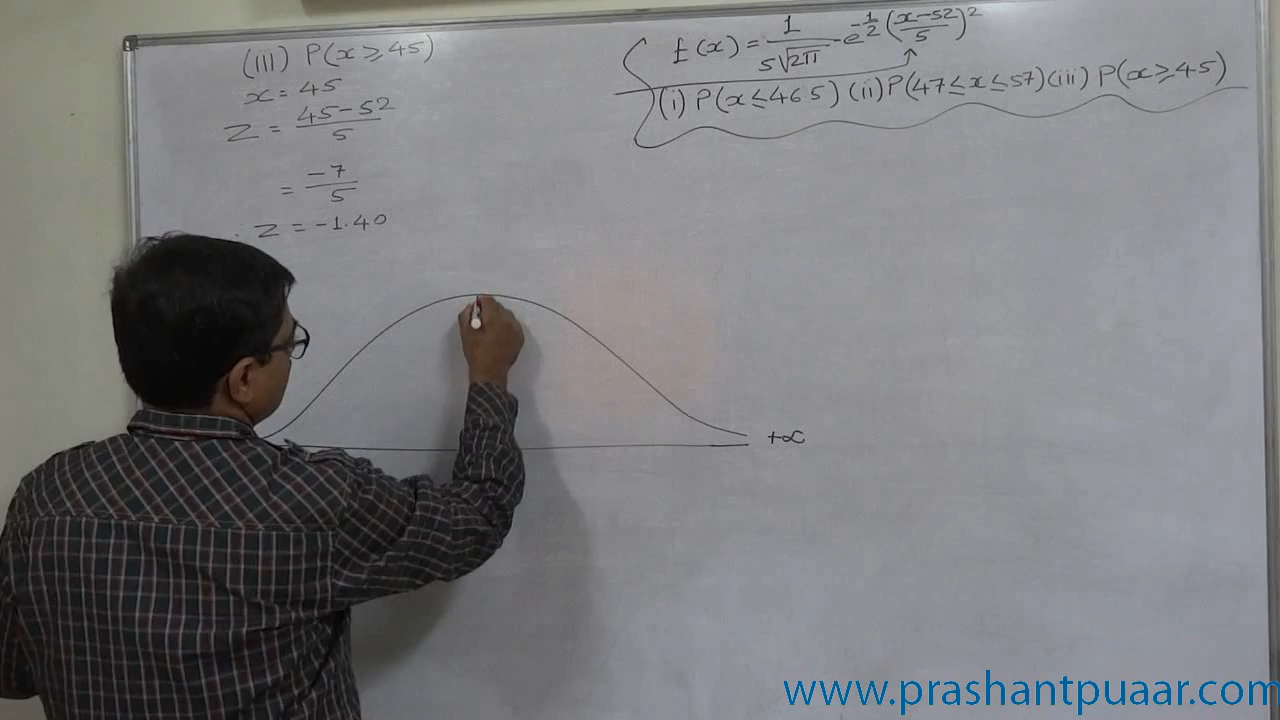 (III) P(x ≥ 45)
x = 45
Z = (45-52)/5
= -7/5
∴ Z = -1.40
f(x) = 1/(5√2π) · e^-1/2((x-52)/5)^2
(i) P(x ≤ 46 5) (ii) P(47 ≤ x ≤ 57) (iii) P(x ≥ 45)
+∝
www.prashantpuaar.com